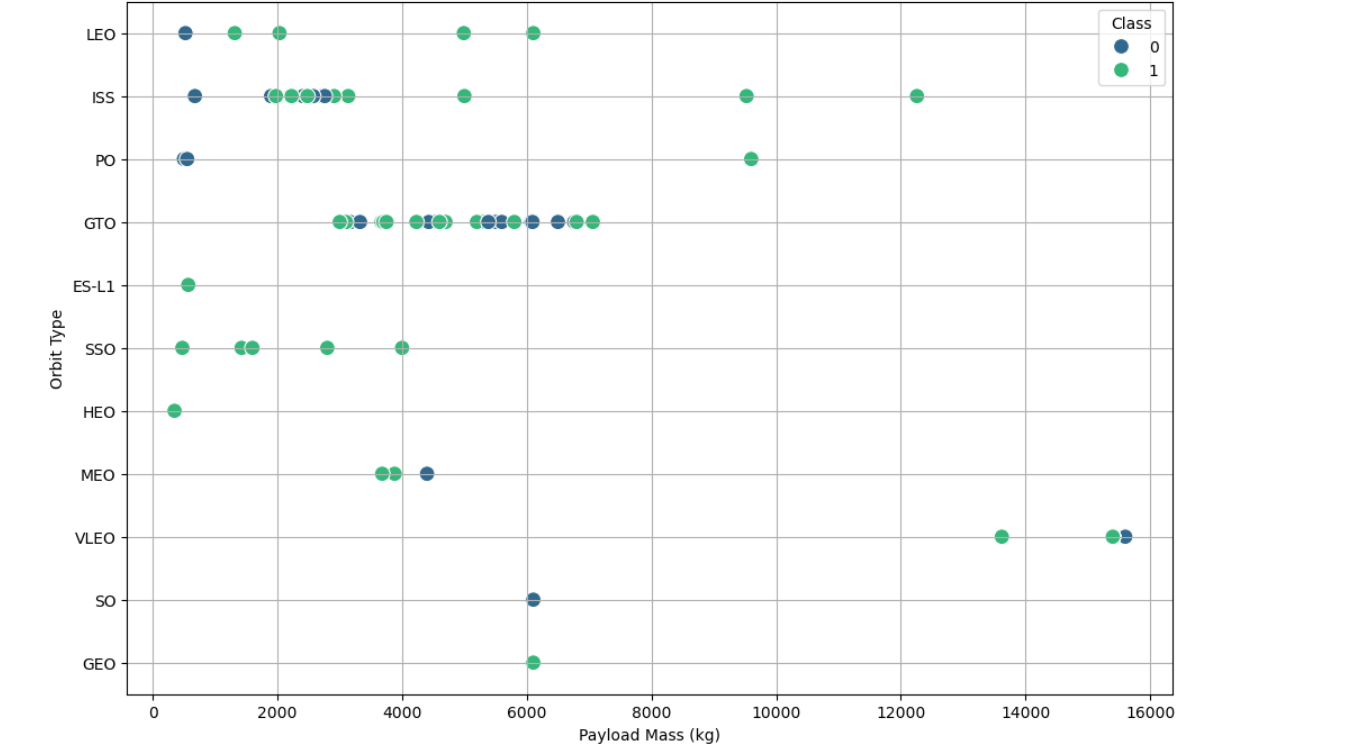 Class
0
1
LEO
ISS
PO
GTO
ES-L1
SSO
HEO
MEO
VLEO
SO
GEO
Orbit Type
0 2000 4000 6000 8000 10000 12000 14000 16000
Payload Mass (kg)